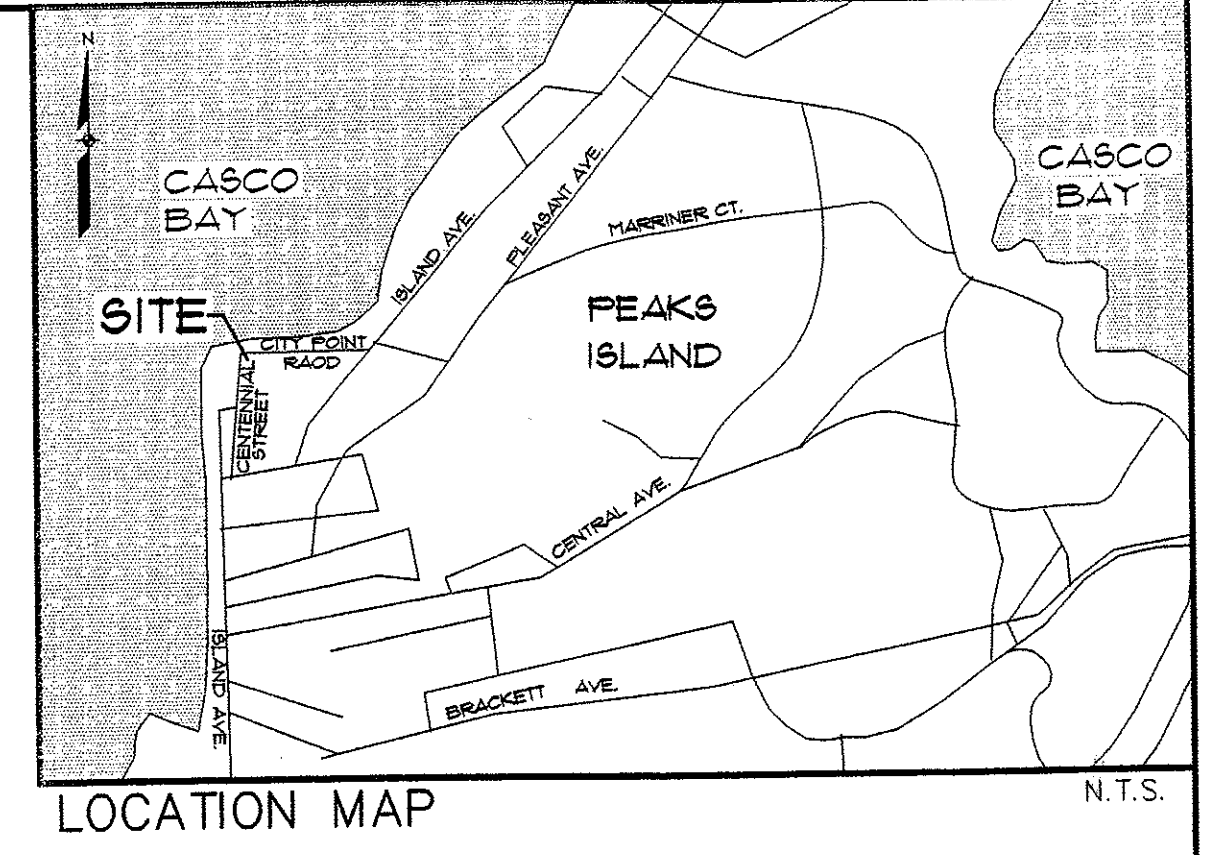 N
CASCO
BAY
CASCO
BAY
ISLAND AVE.
PLEASANT AVE.
MARRINER CT.
SITE
PEAKS
ISLAND
CITY POINT
RAOD
CENTENNIAL
STREET
CENTRAL AVE.
ISLAND AVE.
BRACKETT AVE.
LOCATION MAP
N.T.S.